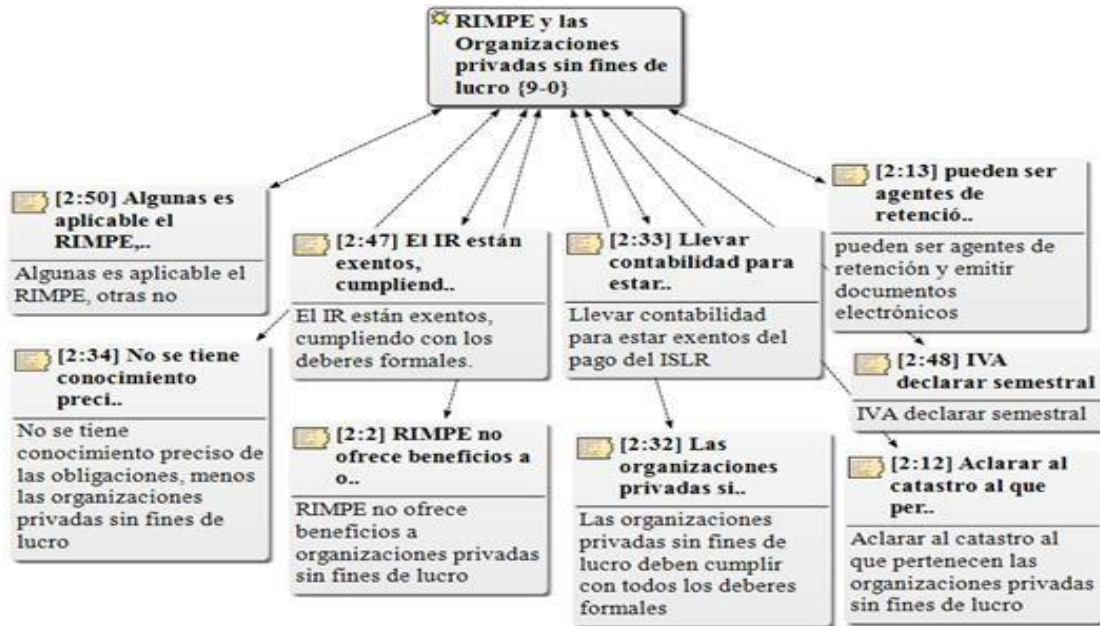 RIMPE y las
Organizaciones
privadas sin fines de
lucro {9-0}
[2:50] Algunas es
aplicable el
RIMPE,..
Algunas es aplicable el
RIMPE, otras no
[2:47] El IR están
exentos,
cumpliend..
El IR están exentos,
cumpliendo con los
deberes formales.
[2:33] Llevar
contabilidad para
estar..
Llevar contabilidad
para estar exentos del
pago del ISLR
[2:13] pueden ser
agentes de
retenció..
pueden ser agentes de
retención y emitir
documentos
electrónicos
[2:34] No se tiene
conocimiento
preci..
No se tiene
conocimiento preciso
de las obligaciones, menos
las organizaciones
privadas sin fines de
lucro
[2:2] RIMPE no
ofrece beneficios a
o..
RIMPE no ofrece
beneficios a
organizaciones privadas
sin fines de lucro
[2:32] Las
organizaciones
privadas si..
Las organizaciones
privadas sin fines de
lucro deben cumplir
con todos los deberes
formales
[2:48] IVA
declarar semestral
IVA declarar semestral
[2:12] Aclarar al
catastro al que
per..
Aclarar al catastro al
que pertenecen las
organizaciones privadas
sin fines de lucro